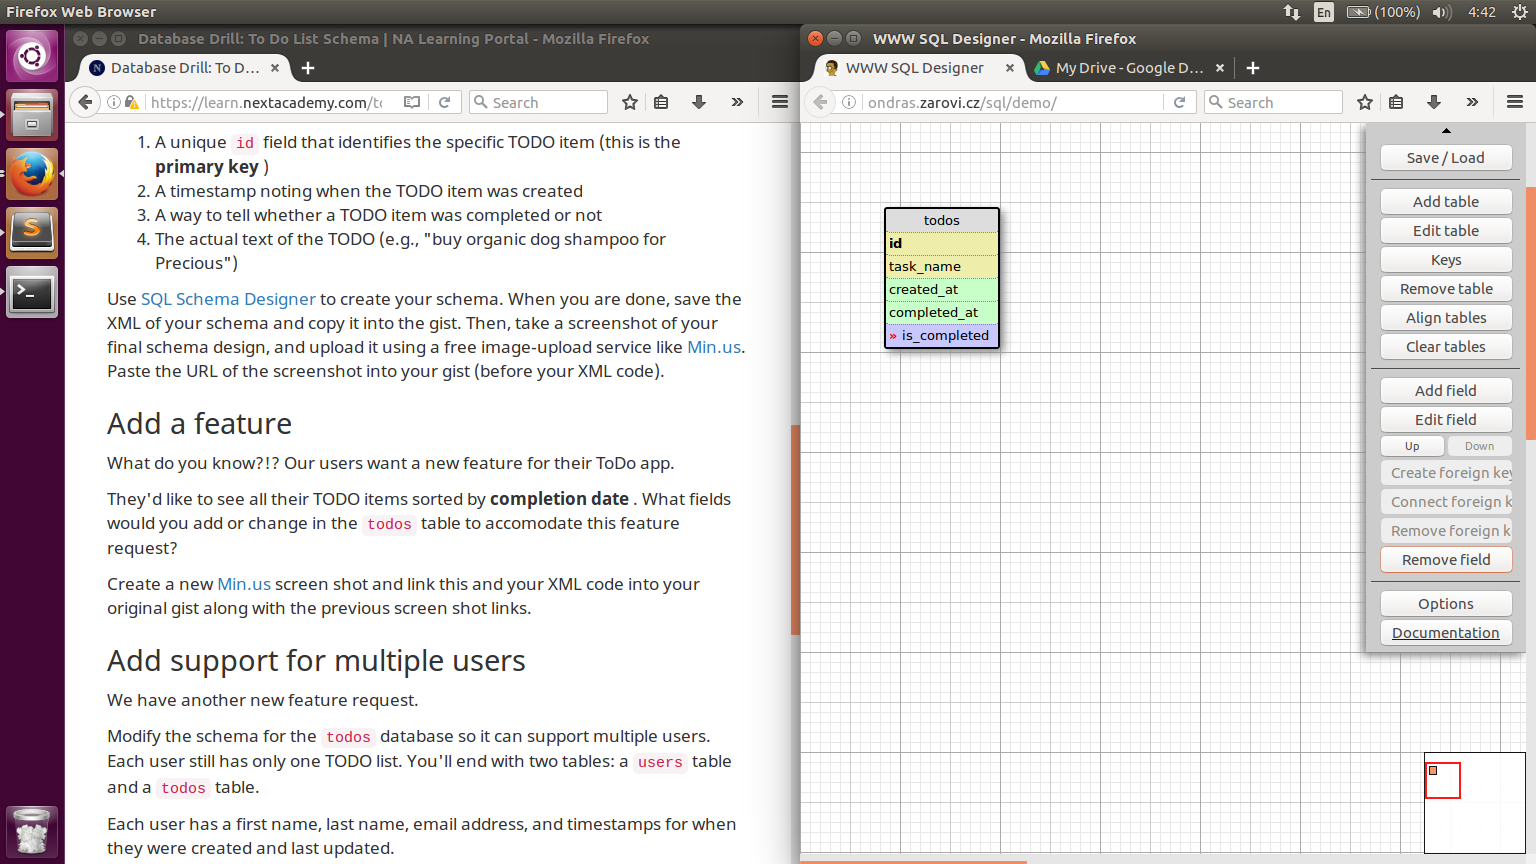 Firefox Web Browser
En
(100%)
4:42
Database Drill: To Do List Schema | NA Learning Portal - Mozilla Firefox
Database Drill: To D...
https://learn.nextacademy.com/to
Search
1. A unique id field that identifies the specific TODO item (this is the
primary key )
2. A timestamp noting when the TODO item was created
3. A way to tell whether a TODO item was completed or not
4. The actual text of the TODO (e.g., "buy organic dog shampoo for
Precious")
Use SQL Schema Designer to create your schema. When you are done, save the
XML of your schema and copy it into the gist. Then, take a screenshot of your
final schema design, and upload it using a free image-upload service like Min.us.
Paste the URL of the screenshot into your gist (before your XML code).
Add a feature
What do you know?!? Our users want a new feature for their ToDo app.
They'd like to see all their TODO items sorted by completion date . What fields
would you add or change in the todos table to accomodate this feature
request?
Create a new Min.us screen shot and link this and your XML code into your
original gist along with the previous screen shot links.
Add support for multiple users
We have another new feature request.
Modify the schema for the todos database so it can support multiple users.
Each user still has only one TODO list. You'll end with two tables: a users table
and a todos table.
Each user has a first name, last name, email address, and timestamps for when
they were created and last updated.
WWW SQL Designer - Mozilla Firefox
WWW SQL Designer
My Drive - Google D...
ondras.zarovi.cz/sql/demo/
Search
todos
id
task_name
created_at
completed_at
» is_completed
Save / Load
Add table
Edit table
Keys
Remove table
Align tables
Clear tables
Add field
Edit field
Up
Down
Create foreign key
Connect foreign k
Remove foreign k
Remove field
Options
Documentation